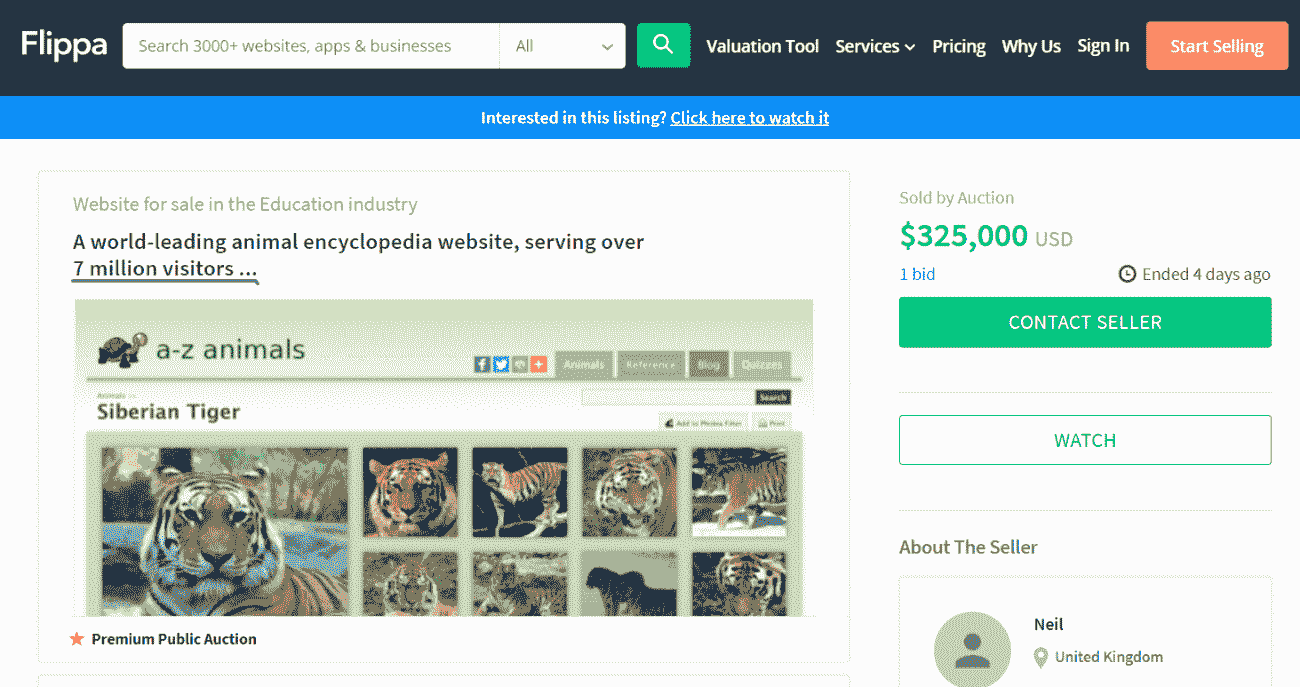 Flippa
Search 3000+ websites, apps & businesses
All
Valuation Tool
Services
Pricing
Why Us
Sign In
Start Selling
Interested in this listing? Click here to watch it
Website for sale in the Education industry
A world-leading animal encyclopedia website, serving over
7 million visitors ...
a-z animals
Animals
Reference
Blog
Quizzes
Animals >>
Siberian Tiger
Search
Add to Photos Filter
Print
Premium Public Auction
Sold by Auction
$325,000 USD
1 bid
Ended 4 days ago
CONTACT SELLER
WATCH
About The Seller
Neil
United Kingdom